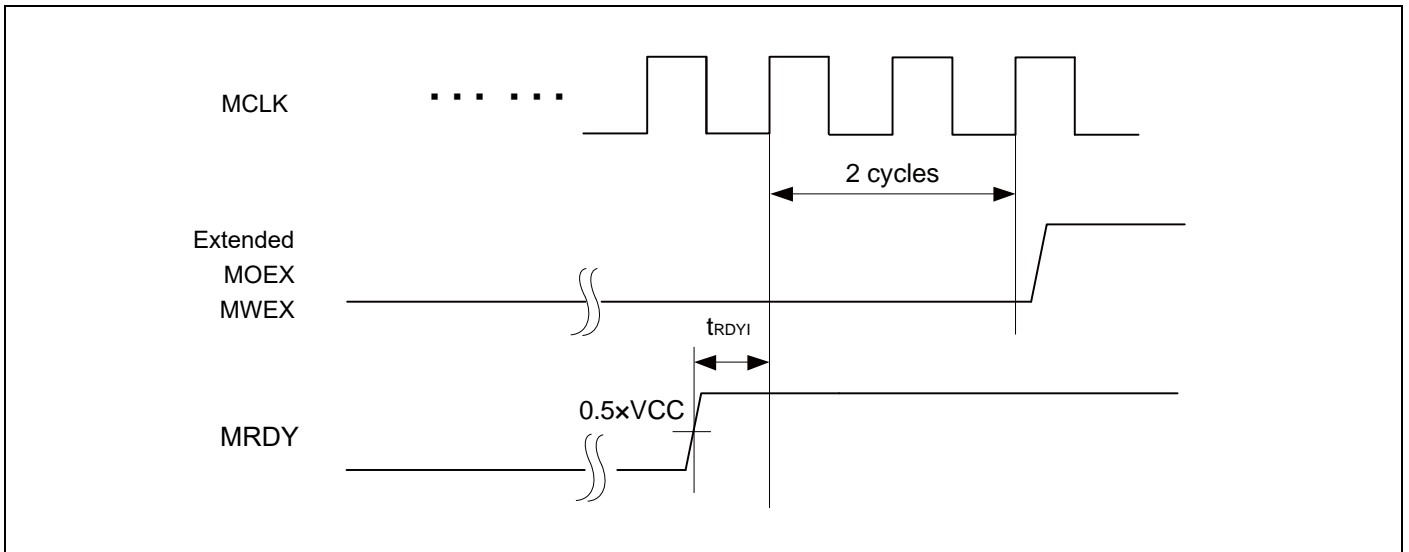 MCLK
... ...
2 cycles
Extended
MOEX
MWEX
tRDYI
0.5×VCC
MRDY